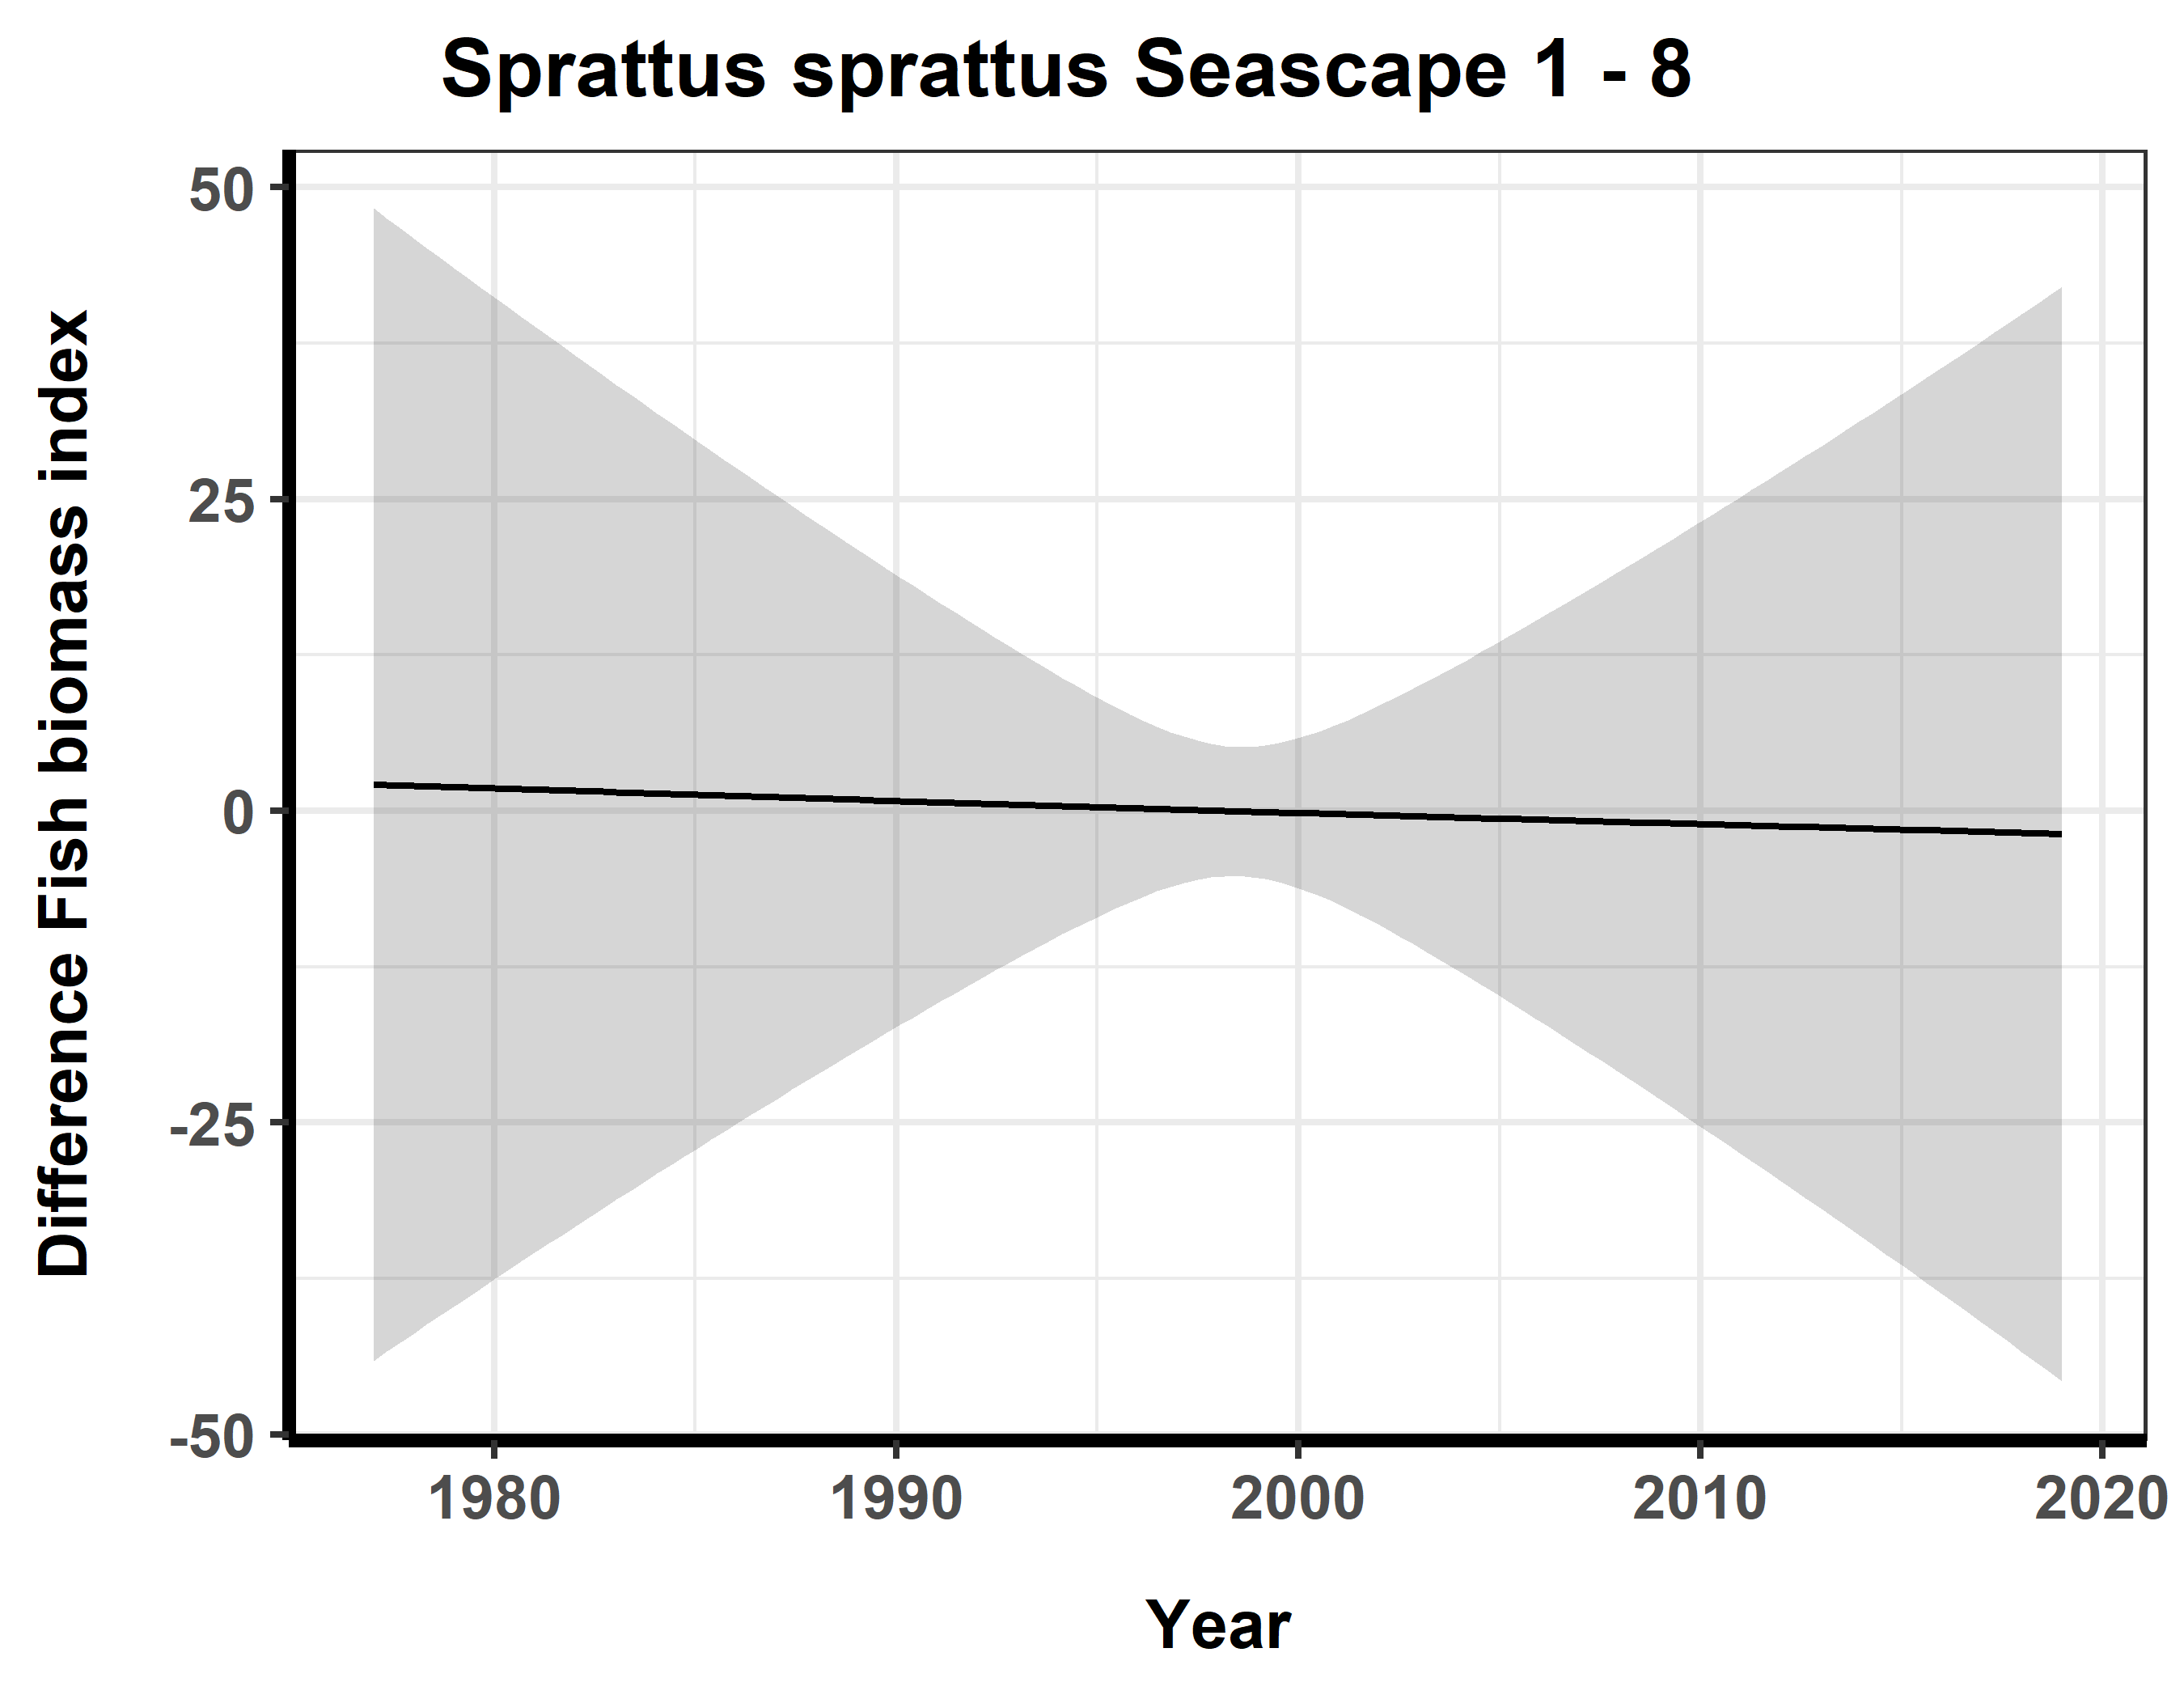 Sprattus sprattus Seascape 1 - 8
Difference Fish biomass index
50
25
0
-25
-50
1980 1990 2000 2010 2020
Year